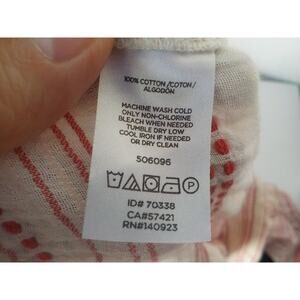 100% COTTON / COTON /
ALGODÓN
MACHINE WASH COLD
ONLY NON-CHLORINE
BLEACH WHEN NEEDED
TUMBLE DRY LOW
COOL IRON IF NEEDED
OR DRY CLEAN
506096
P
ID# 70338
CA#57421
RN#140923